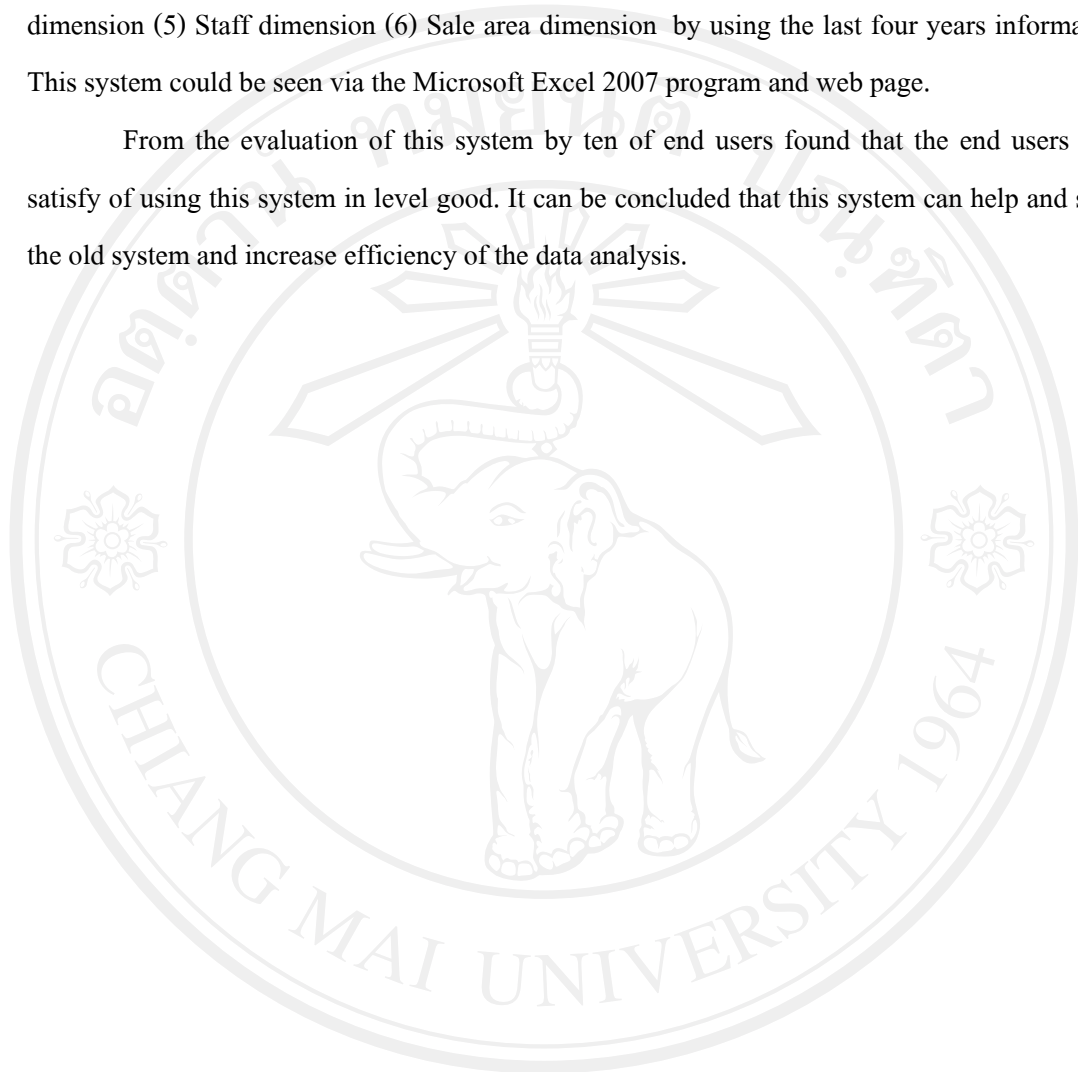 dimension (5) Staff dimension (6) Sale area dimension by using the last four years
This system could be seen via the Microsoft Excel 2007 program and web page.
From the evaluation of this system by ten of end users found that the end users
satisfy of using this system in level good. It can be concluded that this system can help and
the old system and increase efficiency of the data analysis.
CHIANG MAI UNIVERSITY 1964